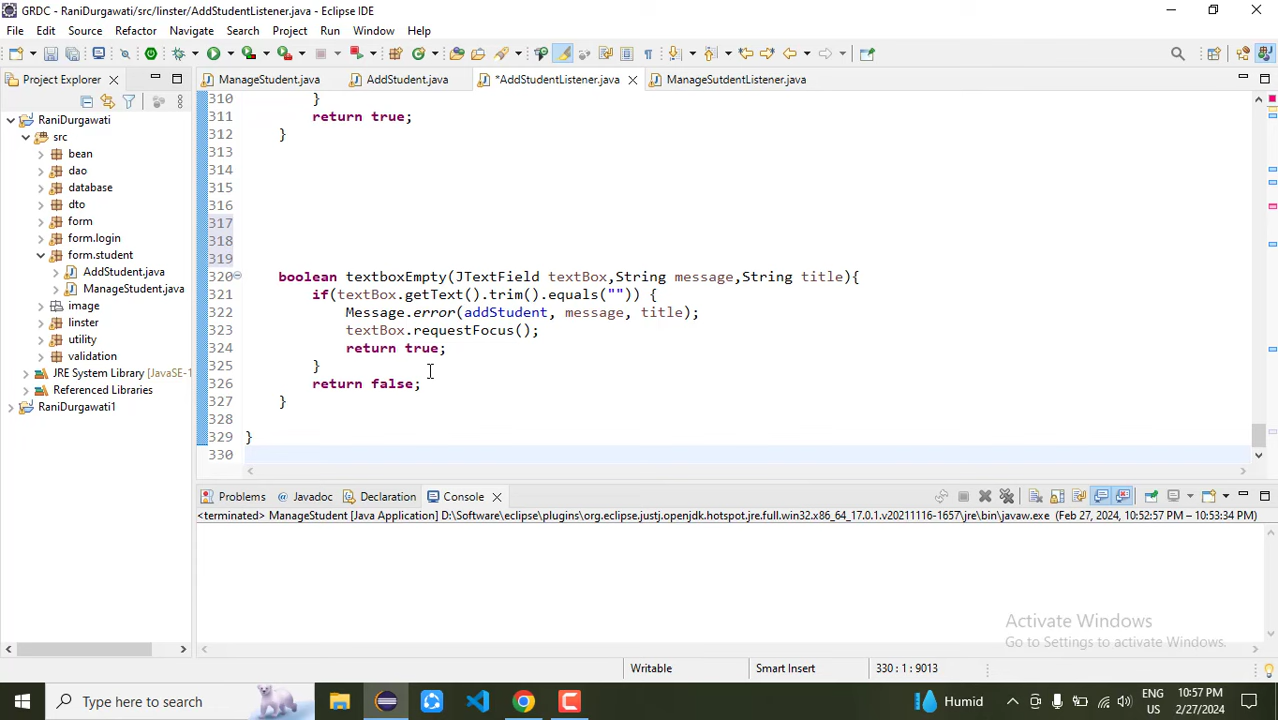 GRDC - RaniDurgawati/src/linster/AddStudentListener.java - Eclipse IDE
File Edit Source Refactor Navigate Search Project Run Window Help
Project Explorer
ManageStudent.java
AddStudent.java
*AddStudentListener.java
ManageSutdentListener.java
RaniDurgawati
src
bean
dao
database
dto
form
form.login
form.student
AddStudent.java
ManageStudent.java
image
linster
utility
validation
JRE System Library [JavaSE-1
Referenced Libraries
RaniDurgawati1
310 }
311 return true;
312 }
313
314
315
316
317
318
319
320 boolean textboxEmpty(JTextField textBox,String message,String title){
321 if(textBox.getText().trim().equals("")) {
322 Message.error(addStudent, message, title);
323 textBox.requestFocus();
324 return true;
325 }
326 return false;
327 }
328
329 }
330
Problems Javadoc Declaration Console
<terminated> ManageStudent [Java Application] D:\Software\eclipse\plugins\org.eclipse.justj.openjdk.hotspot.jre.full.win32.x86_64_17.0.1.v20211116-1657\jre\bin\javaw.exe (Feb 27, 2024, 10:52:57 PM – 10:53:34 PM)
Activate Windows
Go to Settings to activate Windows.
Writable Smart Insert 330 : 1 : 9013
Type here to search
Humid
ENG
US
10:57 PM
2/27/2024